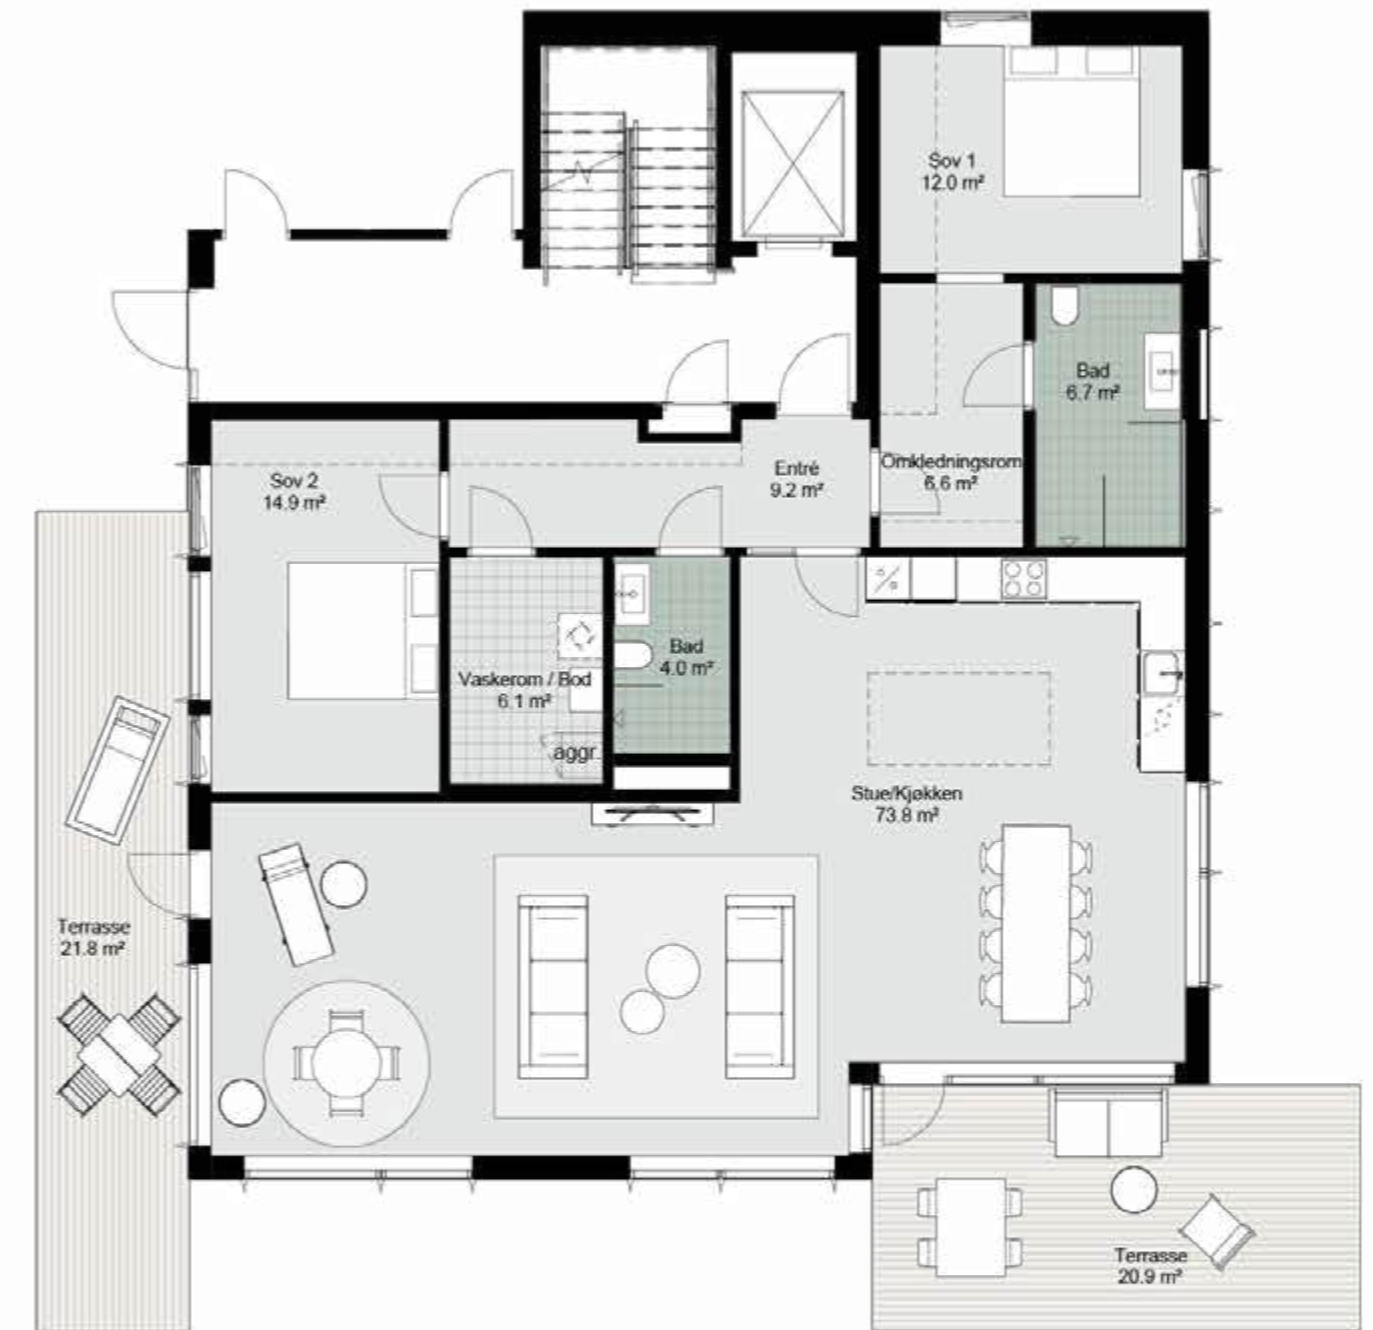 Sov 1
12.0 m²
Bad
6.7 m²
Omkledningsrom
6.6 m²
Entré
9.2 m²
Sov 2
14.9 m²
Bad
4.0 m²
Vaskerom / Bod
6.1 m²
aggr.
Stue/Kjøkken
73.8 m²
Terrasse
21.8 m²
Terrasse
20.9 m²